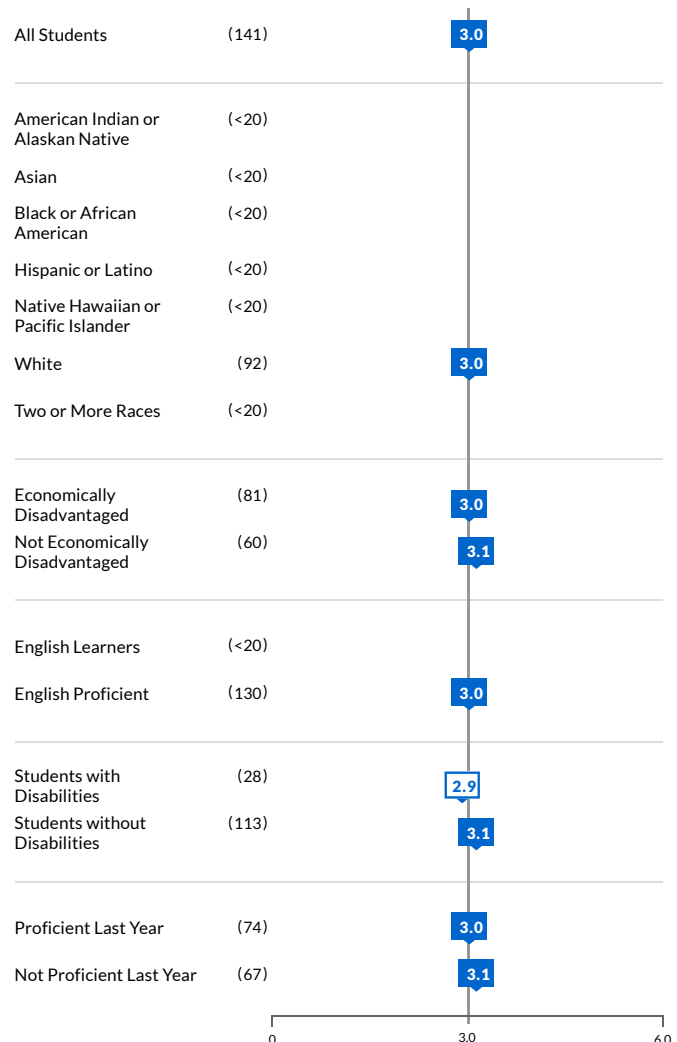 All Students (141) 3.0
American Indian or (<20)
Alaskan Native
Asian (<20)
Black or African (<20)
American
Hispanic or Latino (<20)
Native Hawaiian or (<20)
Pacific Islander
White (92) 3.0
Two or More Races (<20)
Economically (81) 3.0
Disadvantaged
Not Economically (60) 3.1
Disadvantaged
English Learners (<20)
English Proficient (130) 3.0
Students with (28) 2.9
Disabilities
Students without (113) 3.1
Disabilities
Proficient Last Year (74) 3.0
Not Proficient Last Year (67) 3.1
0 3.0 6.0